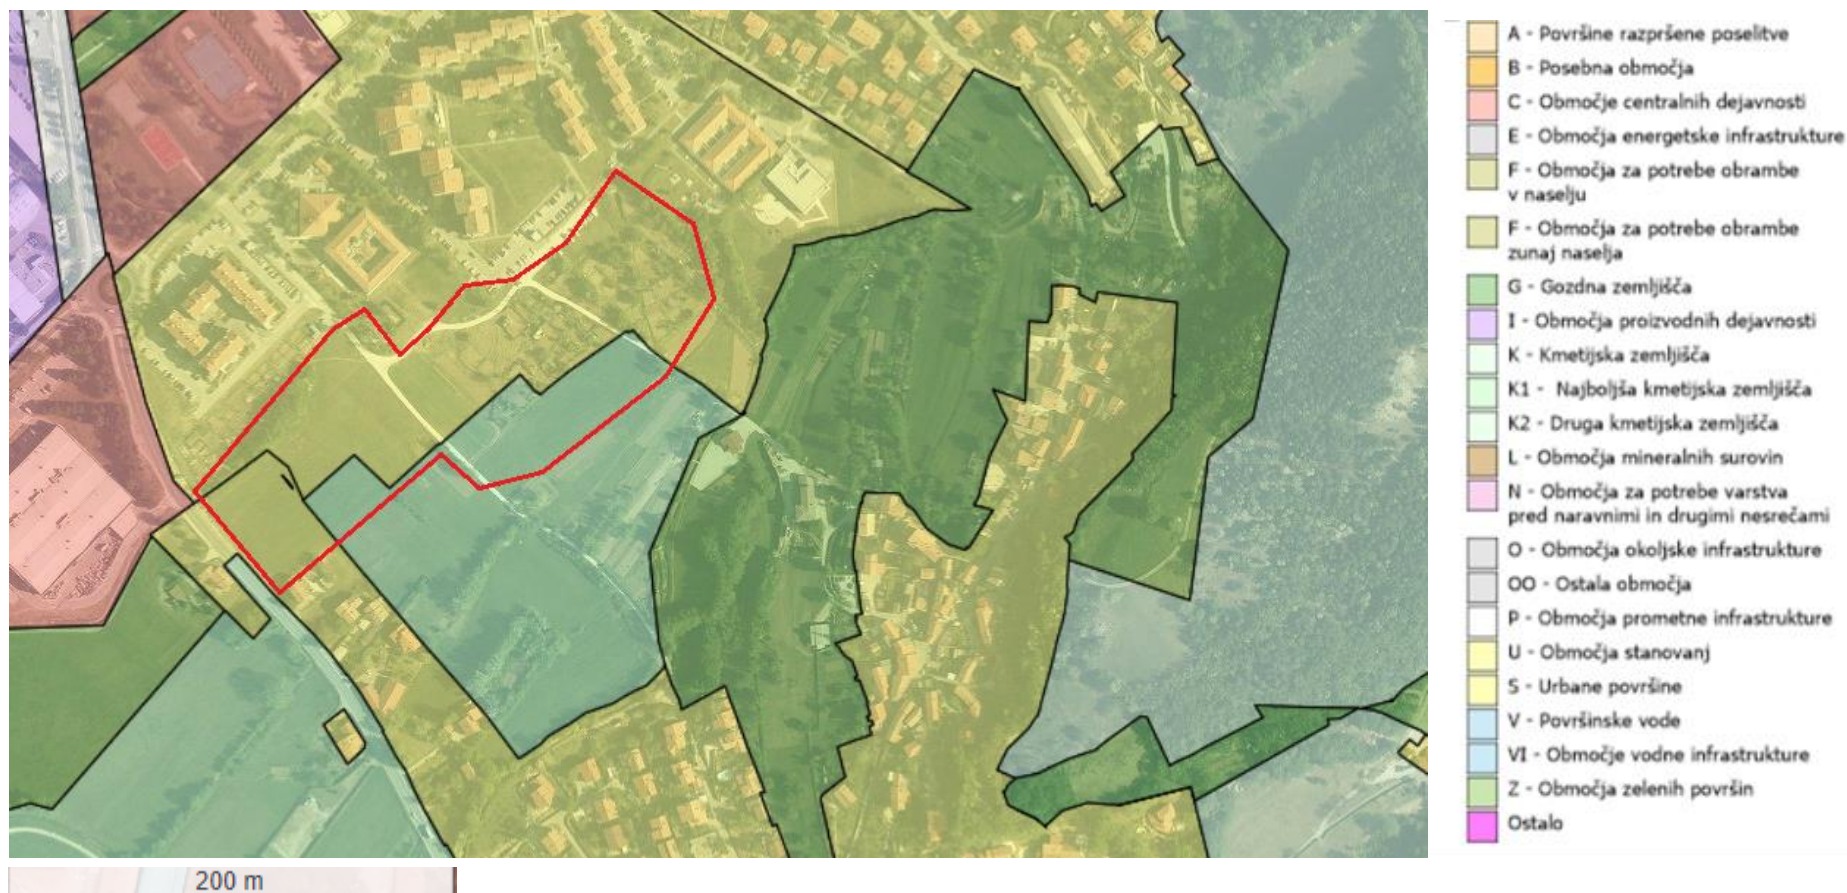 A - Površine razpršene poselitve
B - Posebna območja
C - Območje centralnih dejavnosti
E - Območja energetske infrastrukture
F - Območja za potrebe obrambe
v naselju
F - Območja za potrebe obrambe
zunaj naselja
G - Gozdna zemljišča
I - Območja proizvodnih dejavnosti
K - Kmetijska zemljišča
K1 - Najboljša kmetijska zemljišča
K2 - Druga kmetijska zemljišča
L - Območja mineralnih surovin
N - Območja za potrebe varstva
pred naravnimi in drugimi nesrečami
O - Območja okoljske infrastrukture
OO - Ostala območja
P - Območja prometne infrastrukture
U - Območja stanovanj
S - Urbane površine
V - Površinske vode
VI - Območje vodne infrastrukture
Z - Območja zelenih površin
Ostalo
200 m